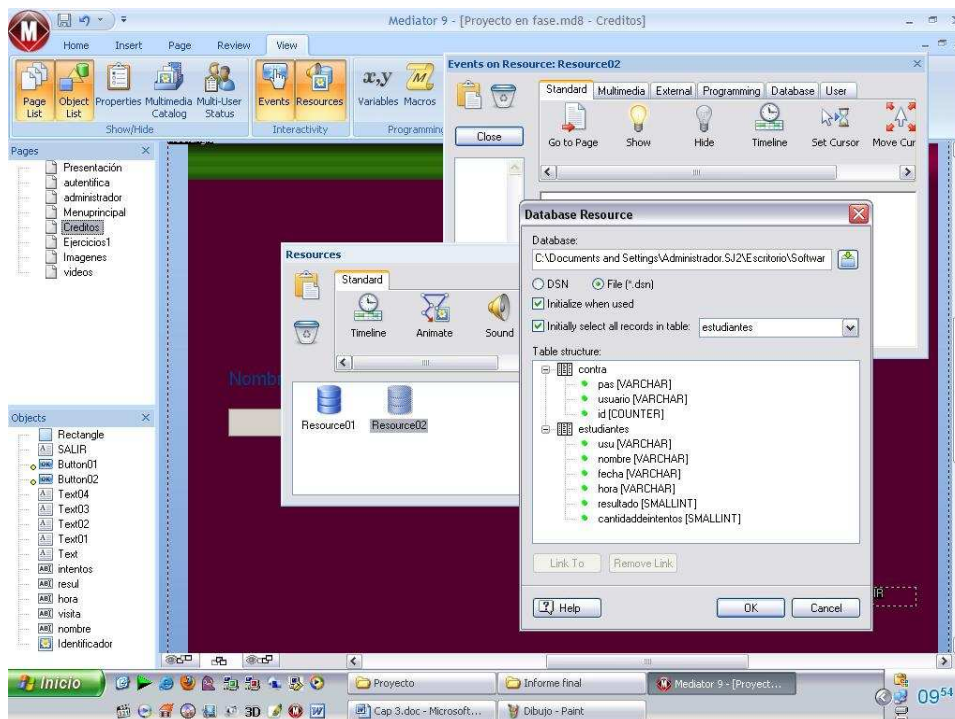 Mediator 9 - [Proyecto en fase.md8 - Creditos]
Home Insert Page Review View
Page List
Object List
Properties
Multimedia Catalog
Multi-User Status
Events
Resources
x,y
Variables
Macros
Show/Hide
Interactivity
Programming
Events on Resource: Resource02
Close
Standard Multimedia External Programming Database User
Go to Page
Show
Hide
Timeline
Set Cursor
Move Cur
Pages
Presentación
autentifica
administrador
Menuprincipal
Creditos
Ejercicios1
Imagenes
videos
Nomb
Resources
Standard
Timeline
Animate
Sound
Resource01
Resource02
Database Resource
Database:
C:\Documents and Settings\Administrador.SJ2\Escritorio\Softwar
DSN
File (*.dsn)
Initialize when used
Initially select all records in table: estudiantes
Table structure:
contra
pas [VARCHAR]
usuario [VARCHAR]
id [COUNTER]
estudiantes
usu [VARCHAR]
nombre [VARCHAR]
fecha [VARCHAR]
hora [VARCHAR]
resultado [SMALLINT]
cantidaddeintentos [SMALLINT]
Link To
Remove Link
Help
OK
Cancel
IR
Objects
Rectangle
SALIR
Button01
Button02
Text04
Text03
Text02
Text01
Text
intentos
resul
hora
visita
nombre
Identificador
Inicio
Proyecto
Informe final
Mediator 9 - [Proyect...
3D
Cap 3.doc - Microsoft...
Dibujo - Paint
09:54